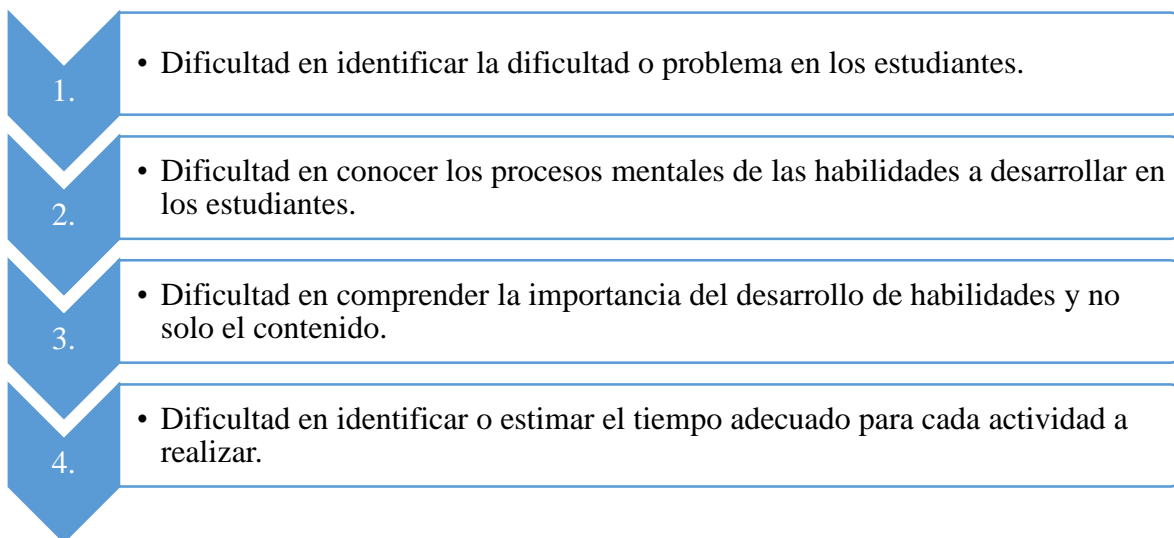 1.
• Dificultad en identificar la dificultad o problema en los estudiantes.
2.
• Dificultad en conocer los procesos mentales de las habilidades a desarrollar en
los estudiantes.
3.
• Dificultad en comprender la importancia del desarrollo de habilidades y no
solo el contenido.
4.
• Dificultad en identificar o estimar el tiempo adecuado para cada actividad a
realizar.